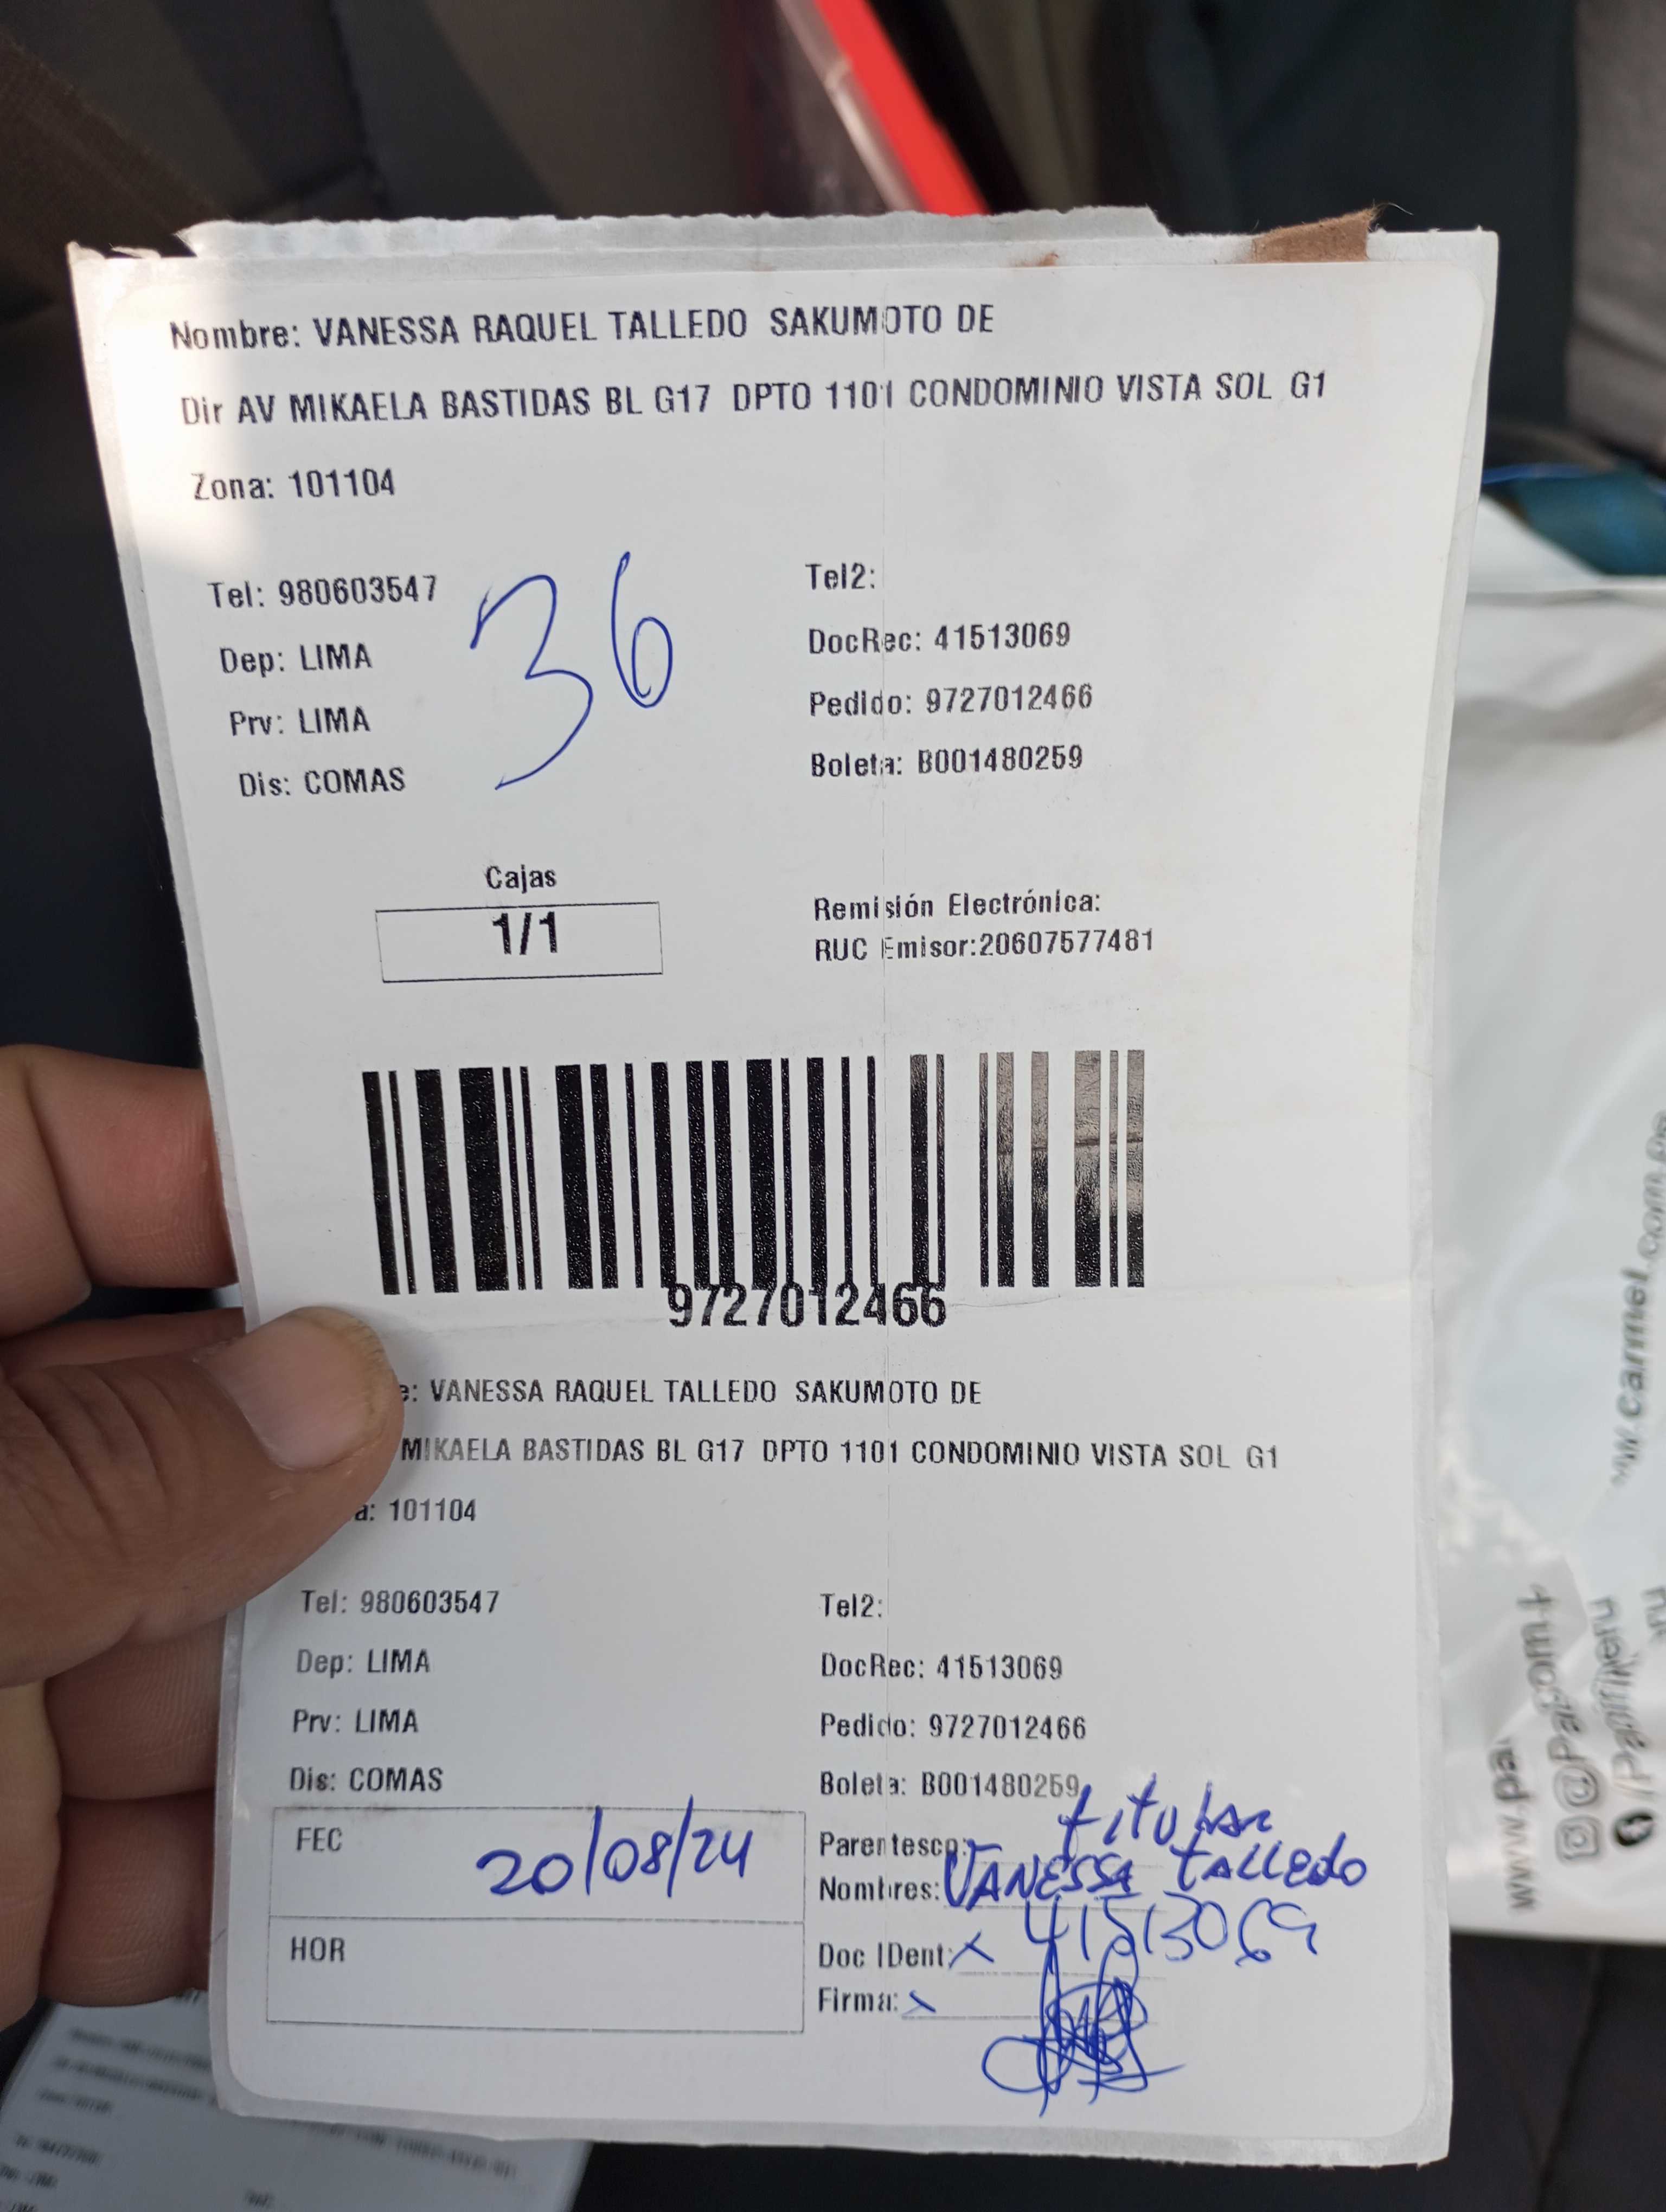 Nombre: VANESSA RAQUEL TALLEDO SAKUMOTO DE
Dir AV MIKAELA BASTIDAS BL G17 DPTO 1101 CONDOMINIO VISTA SOL G1
Zona: 101104
36
Tel: 980603547 Tel2:
Dep: LIMA DocRec: 41513069
Prv: LIMA Pedido: 9727012466
Dis: COMAS Boleta: B001480259
Cajas
1/1
Remisión Electrónica:
RUC Emisor:20607577481
9727012466
e: VANESSA RAQUEL TALLEDO SAKUMOTO DE
MIKAELA BASTIDAS BL G17 DPTO 1101 CONDOMINIO VISTA SOL G1
a: 101104
Tel: 980603547 Tel2:
Dep: LIMA DocRec: 41513069
Prv: LIMA Pedido: 9727012466
Dis: COMAS Boleta: B001480259
FEC 20/08/24
Parentesco: titular
Nombres: VANESSA TALLEDO
HOR
Doc IDent: x 41513069
Firma: x
www.carmel.com.pe